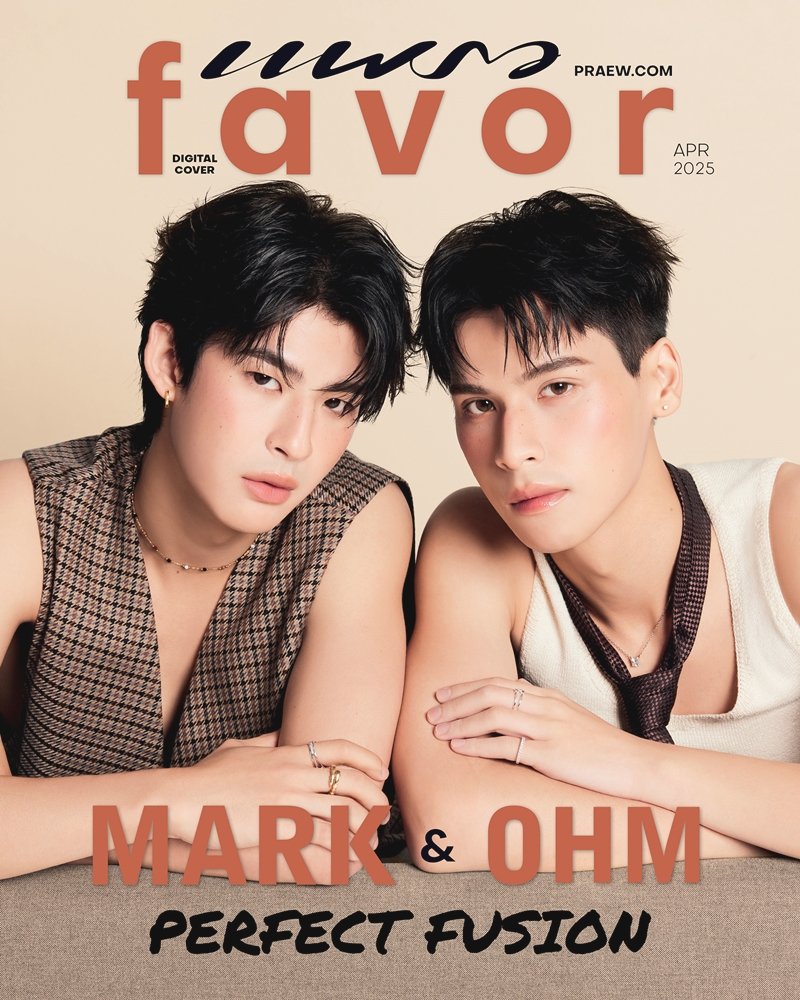 แพรว
PRAEW.COM
favor
DIGITAL
COVER
APR
2025
MARK & OHM
PERFECT FUSION